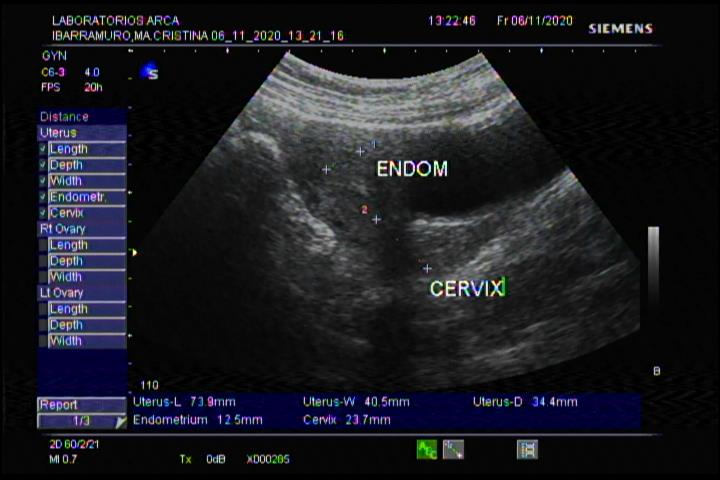 LABORATORIOS ARCA 13:22:46 Fr 06/11/2020 SIEMENS
IBARRAMURO,MA.CRISTINA 06_11_2020_13_21_16
GYN
C6-3 4.0
FPS 20h
S
Distance
Uterus
Length
Depth
Width
Endometr.
Cervix
Rt Ovary
Length
Depth
Width
Lt Ovary
Length
Depth
Width
ENDOM
2
CERVIX
B
110
Report
1/3
Uterus-L 73.9mm Uterus-W 40.5mm Uterus-D 34.4mm
Endometrium 12.5mm Cervix 23.7mm
2D 60/2/21
MI 0.7 Tx 0dB XD00026S
ABC